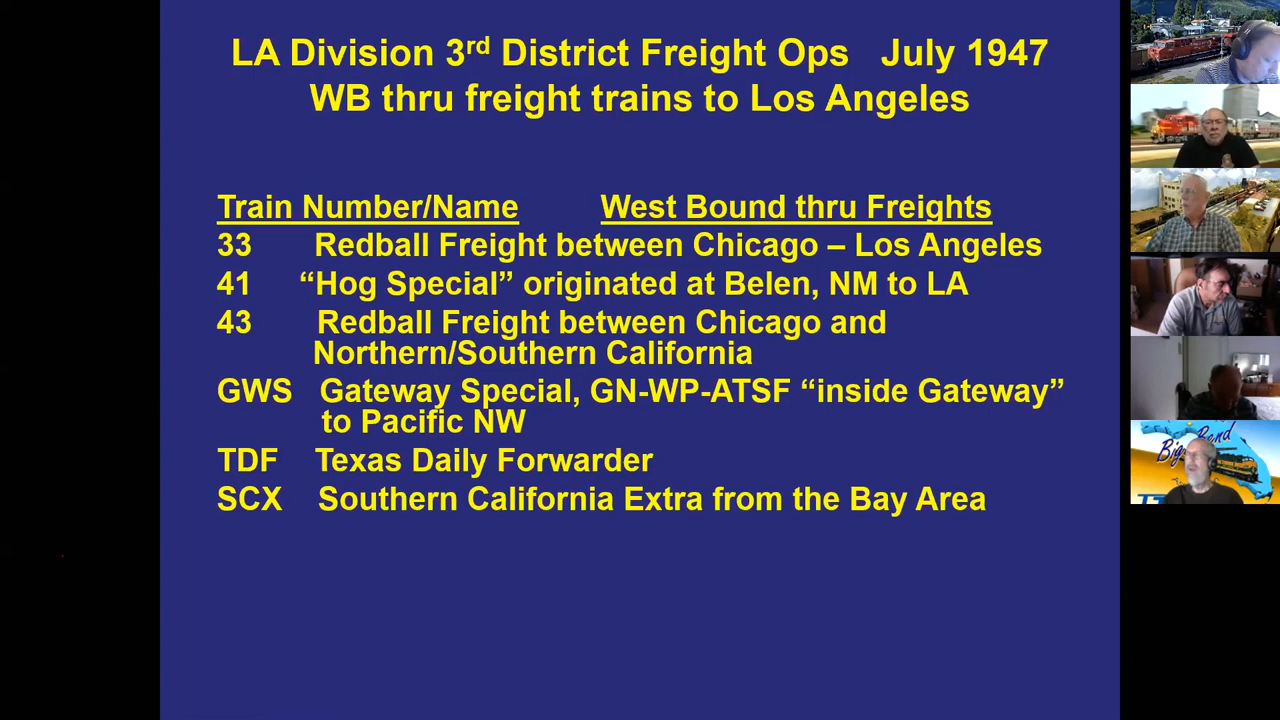 LA Division 3rd District Freight Ops July 1947
WB thru freight trains to Los Angeles
Train Number/Name West Bound thru Freights
33 Redball Freight between Chicago – Los Angeles
41 “Hog Special” originated at Belen, NM to LA
43 Redball Freight between Chicago and
Northern/Southern California
GWS Gateway Special, GN-WP-ATSF “inside Gateway”
to Pacific NW
TDF Texas Daily Forwarder
SCX Southern California Extra from the Bay Area
Big Bend